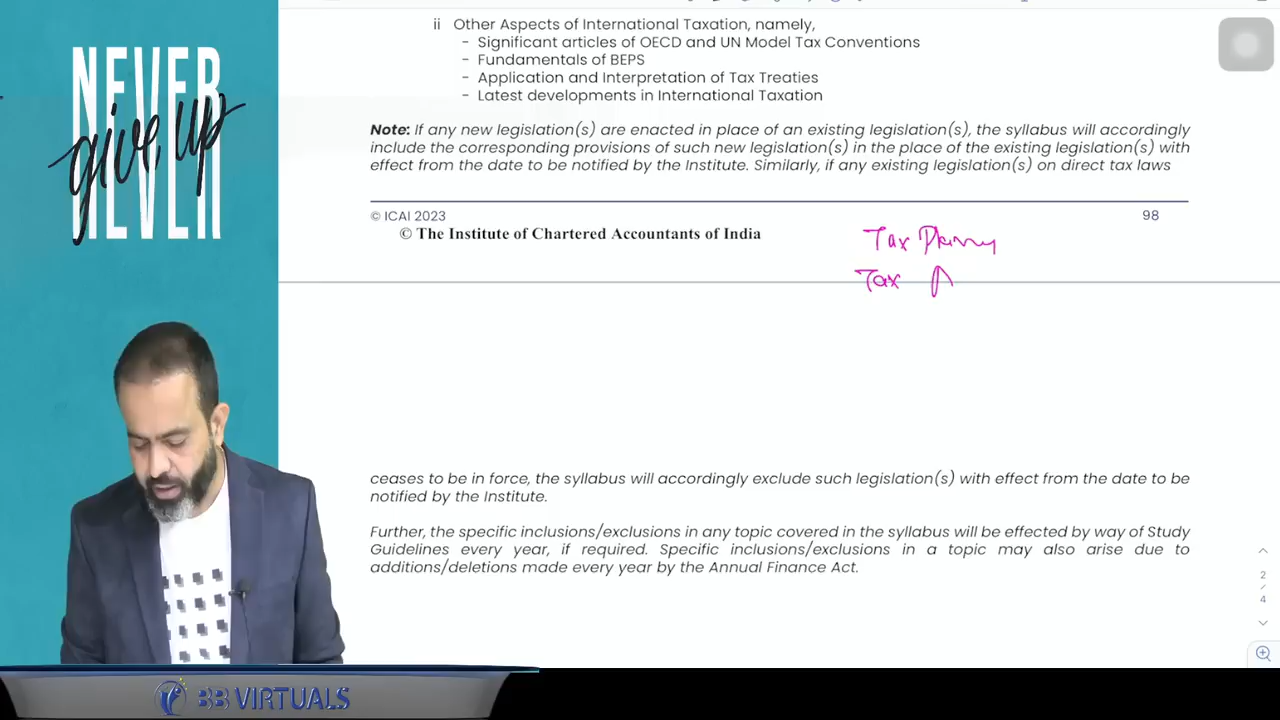 NEVER
give up
NEVER
ii Other Aspects of International Taxation, namely,
- Significant articles of OECD and UN Model Tax Conventions
- Fundamentals of BEPS
- Application and Interpretation of Tax Treaties
- Latest developments in International Taxation
Note: If any new legislation(s) are enacted in place of an existing legislation(s), the syllabus will accordingly
include the corresponding provisions of such new legislation(s) in the place of the existing legislation(s) with
effect from the date to be notified by the Institute. Similarly, if any existing legislation(s) on direct tax laws
© ICAI 2023 98
© The Institute of Chartered Accountants of India
Tax Planning
Tax
ceases to be in force, the syllabus will accordingly exclude such legislation(s) with effect from the date to be
notified by the Institute.
Further, the specific inclusions/exclusions in any topic covered in the syllabus will be effected by way of Study
Guidelines every year, if required. Specific inclusions/exclusions in a topic may also arise due to
additions/deletions made every year by the Annual Finance Act.
2
/
4
BB VIRTUALS